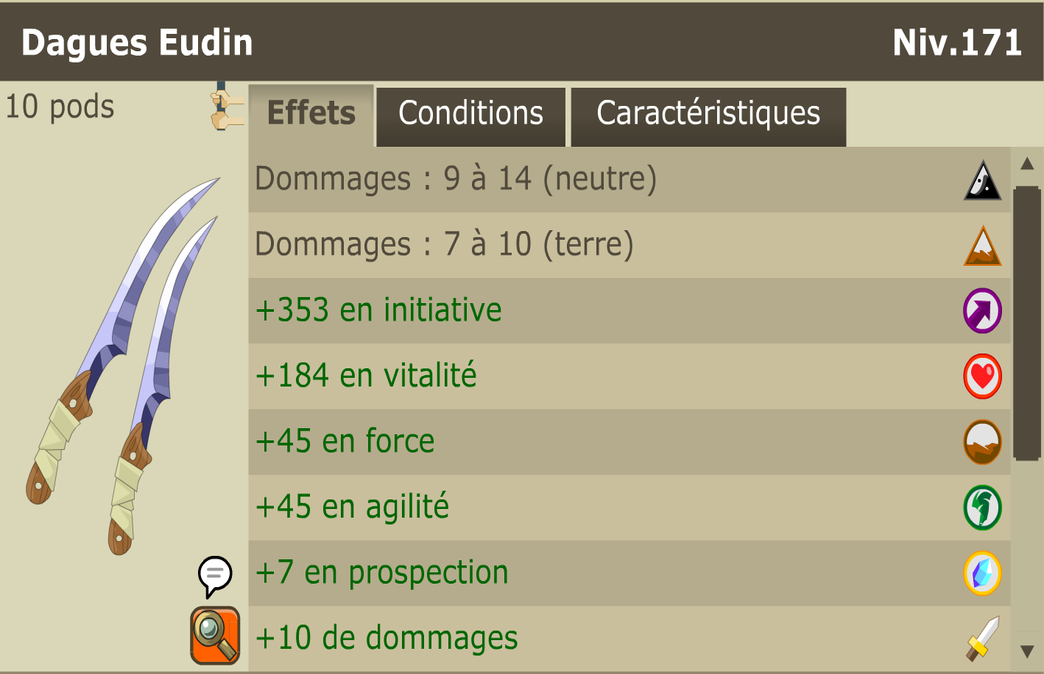 Dagues Eudin
Niv.171
10 pods
Effets
Conditions
Caractéristiques
Dommages : 9 à 14 (neutre)
Dommages : 7 à 10 (terre)
+353 en initiative
+184 en vitalité
+45 en force
+45 en agilité
+7 en prospection
+10 de dommages